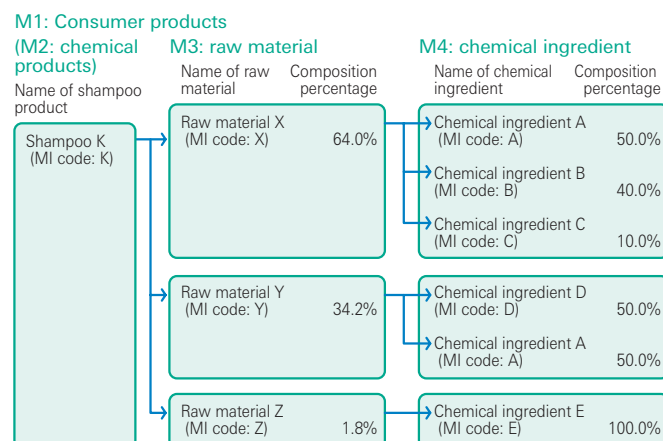 M1: Consumer products
(M2: chemical
products)
Name of shampoo
product
Shampoo K
(MI code: K)
M3: raw material
Name of raw
material
Composition
percentage
Raw material X
(MI code: X) 64.0%
Raw material Y
(MI code: Y) 34.2%
Raw material Z
(MI code: Z) 1.8%
M4: chemical ingredient
Name of chemical
ingredient
Composition
percentage
Chemical ingredient A
(MI code: A) 50.0%
Chemical ingredient B
(MI code: B) 40.0%
Chemical ingredient C
(MI code: C) 10.0%
Chemical ingredient D
(MI code: D) 50.0%
Chemical ingredient A
(MI code: A) 50.0%
Chemical ingredient E
(MI code: E) 100.0%